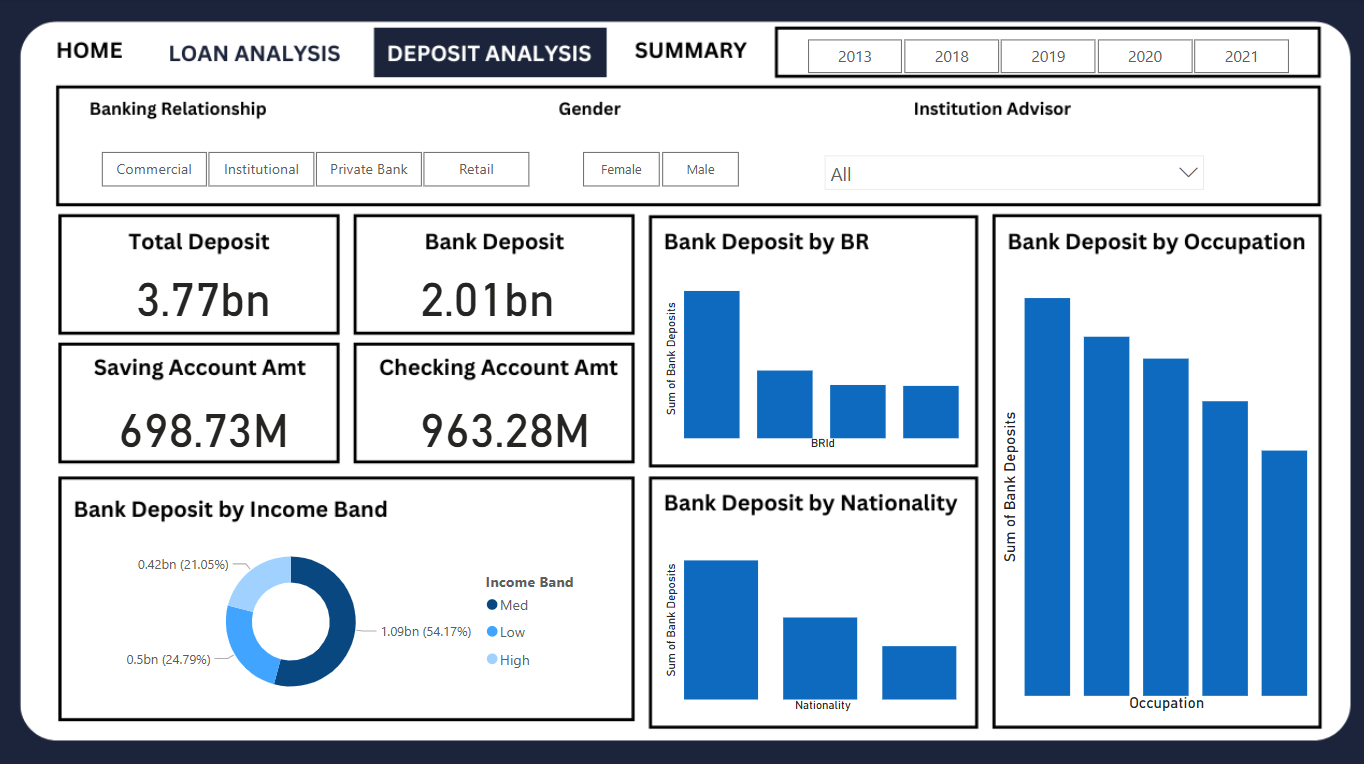 HOME
LOAN ANALYSIS
DEPOSIT ANALYSIS
SUMMARY
2013
2018
2019
2020
2021
Banking Relationship
Gender
Institution Advisor
Commercial
Institutional
Private Bank
Retail
Female
Male
All
Total Deposit
3.77bn
Bank Deposit
2.01bn
Saving Account Amt
698.73M
Checking Account Amt
963.28M
Bank Deposit by BR
Sum of Bank Deposits
BRId
Bank Deposit by Occupation
Sum of Bank Deposits
Occupation
Bank Deposit by Income Band
0.42bn (21.05%)
0.5bn (24.79%)
1.09bn (54.17%)
Income Band
Med
Low
High
Bank Deposit by Nationality
Sum of Bank Deposits
Nationality